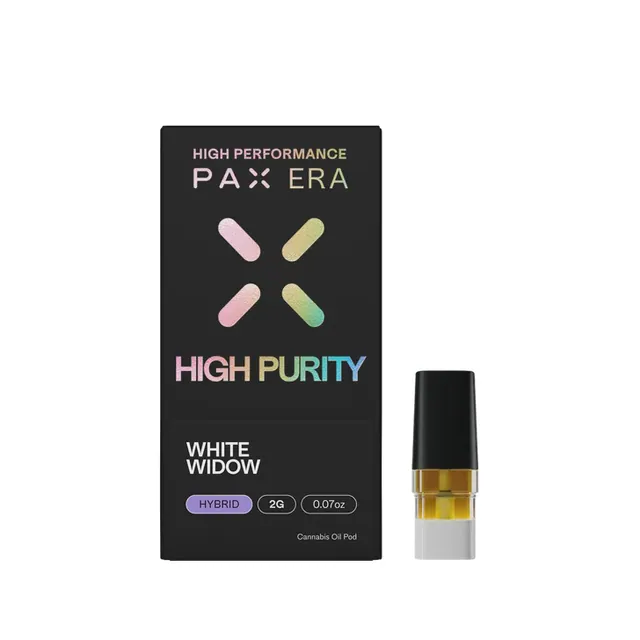 HIGH PERFORMANCE
PAX ERA
HIGH PURITY
WHITE
WIDOW
HYBRID 2G 0.07oz
Cannabis Oil Pod